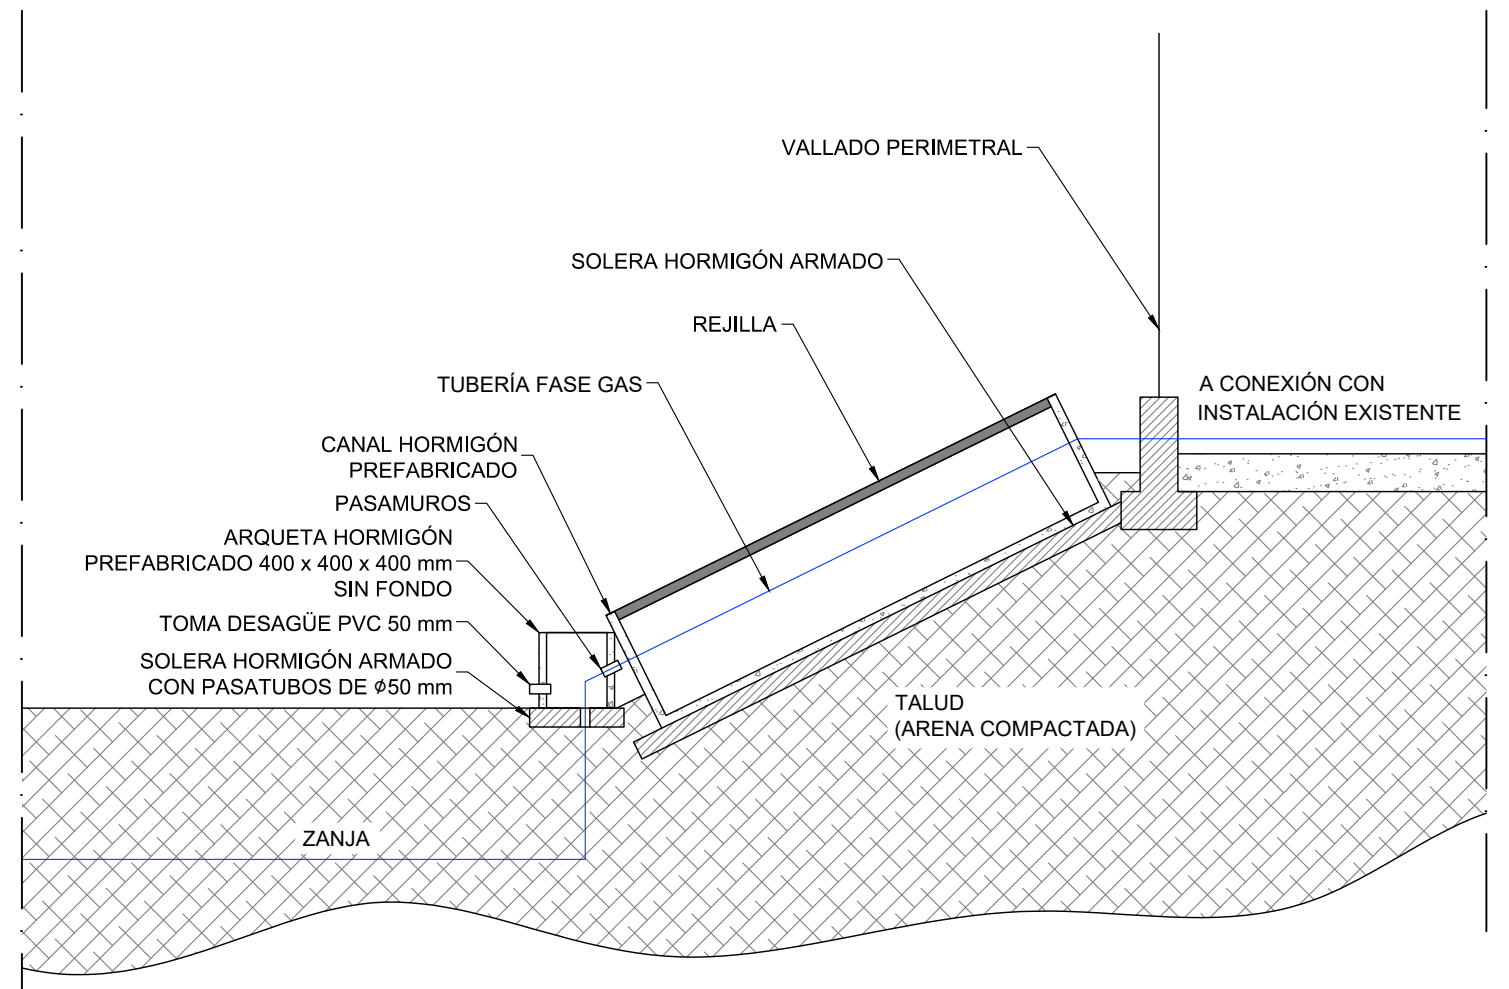 VALLADO PERIMETRAL
SOLERA HORMIGÓN ARMADO
REJILLA
TUBERÍA FASE GAS
A CONEXIÓN CON
INSTALACIÓN EXISTENTE
CANAL HORMIGÓN
PREFABRICADO
PASAMUROS
ARQUETA HORMIGÓN
PREFABRICADO 400 x 400 x 400 mm
SIN FONDO
TOMA DESAGÜE PVC 50 mm
SOLERA HORMIGÓN ARMADO
CON PASATUBOS DE Ø50 mm
TALUD
(ARENA COMPACTADA)
ZANJA